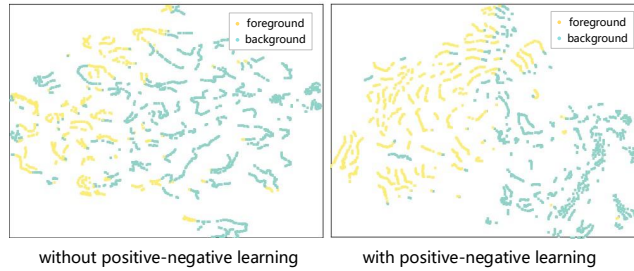 foreground
background
foreground
background
without positive-negative learning
with positive-negative learning